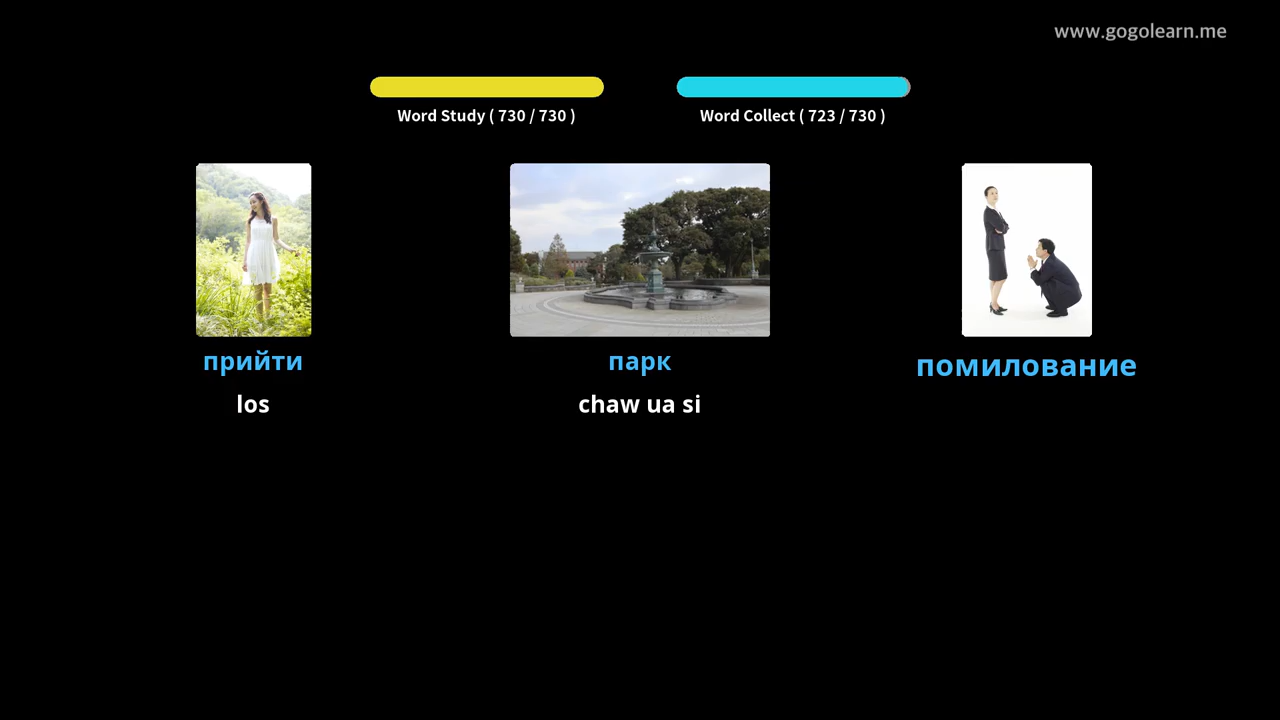 www.gogolearn.me
Word Study ( 730 / 730 )
Word Collect ( 723 / 730 )
прийти
парк
помилование
los
chaw ua si